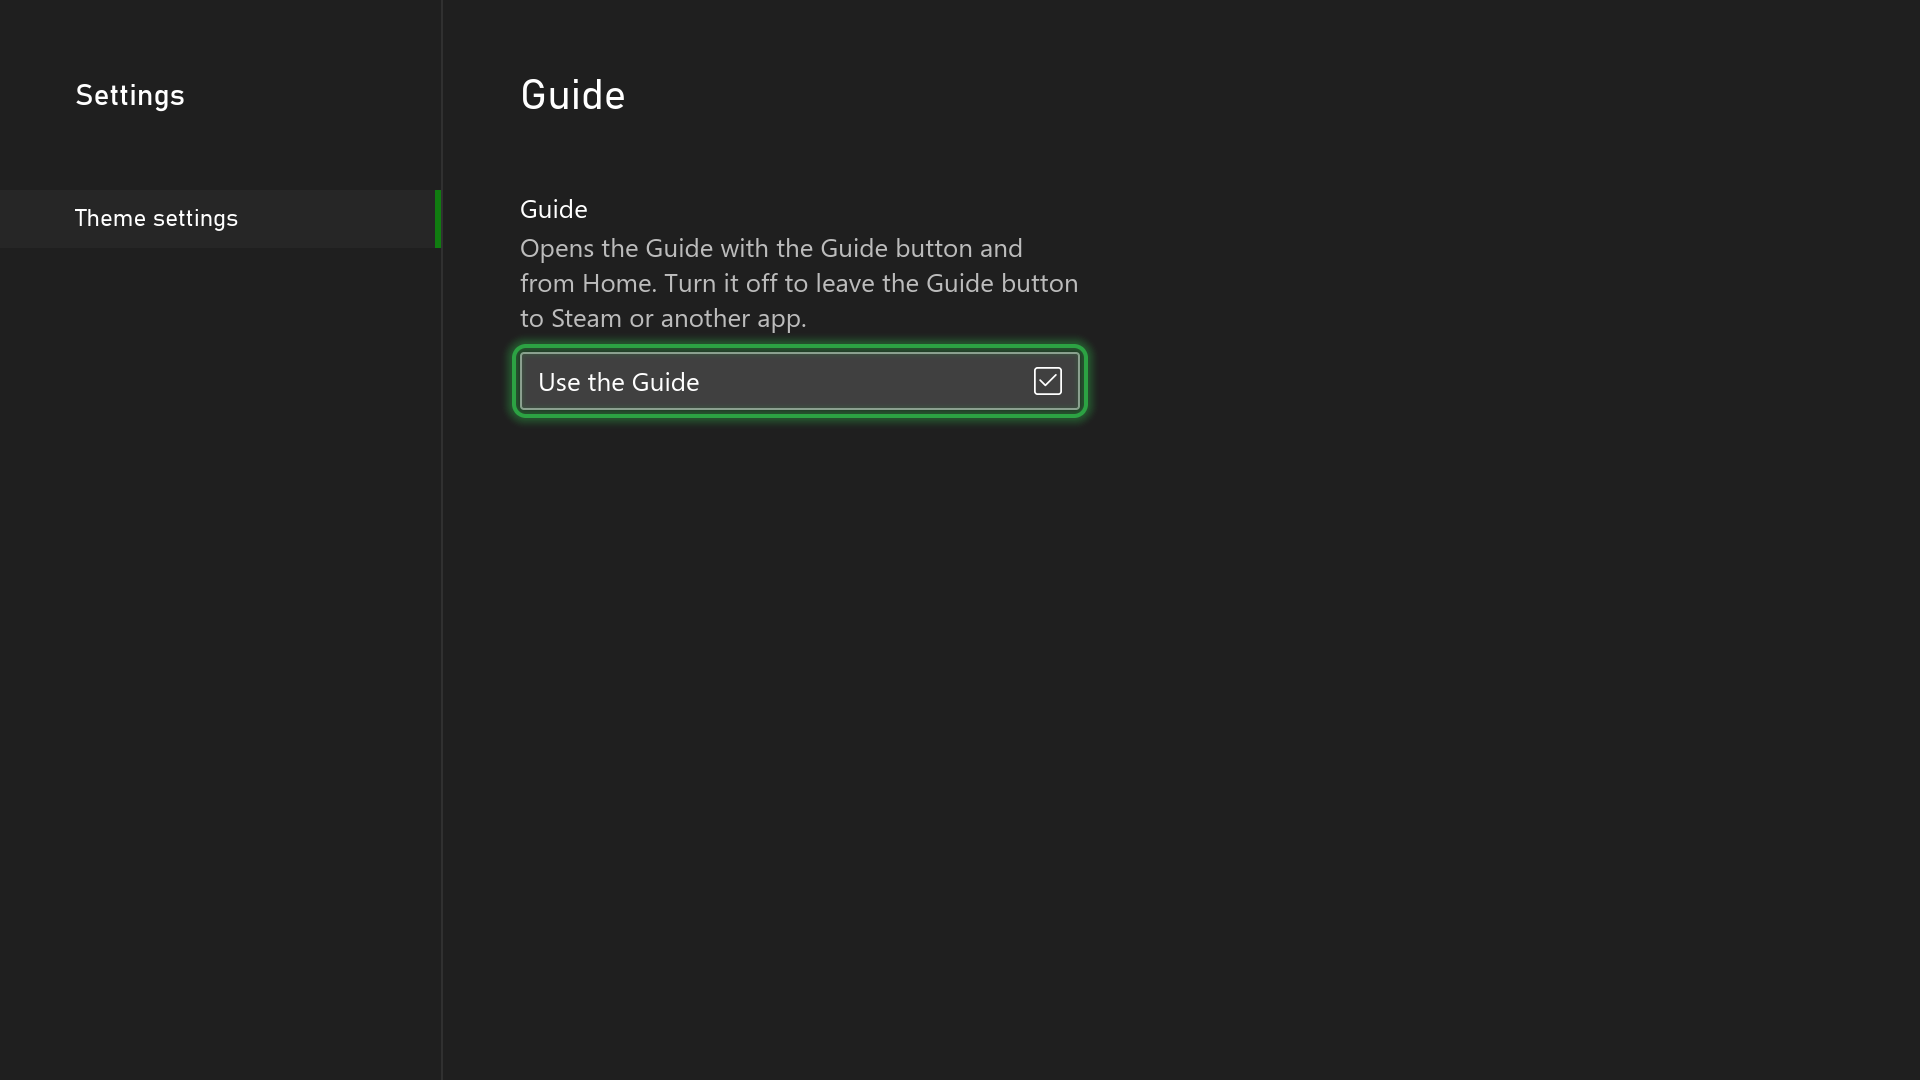 Settings
Theme settings
Guide
Guide
Opens the Guide with the Guide button and
from Home. Turn it off to leave the Guide button
to Steam or another app.
Use the Guide